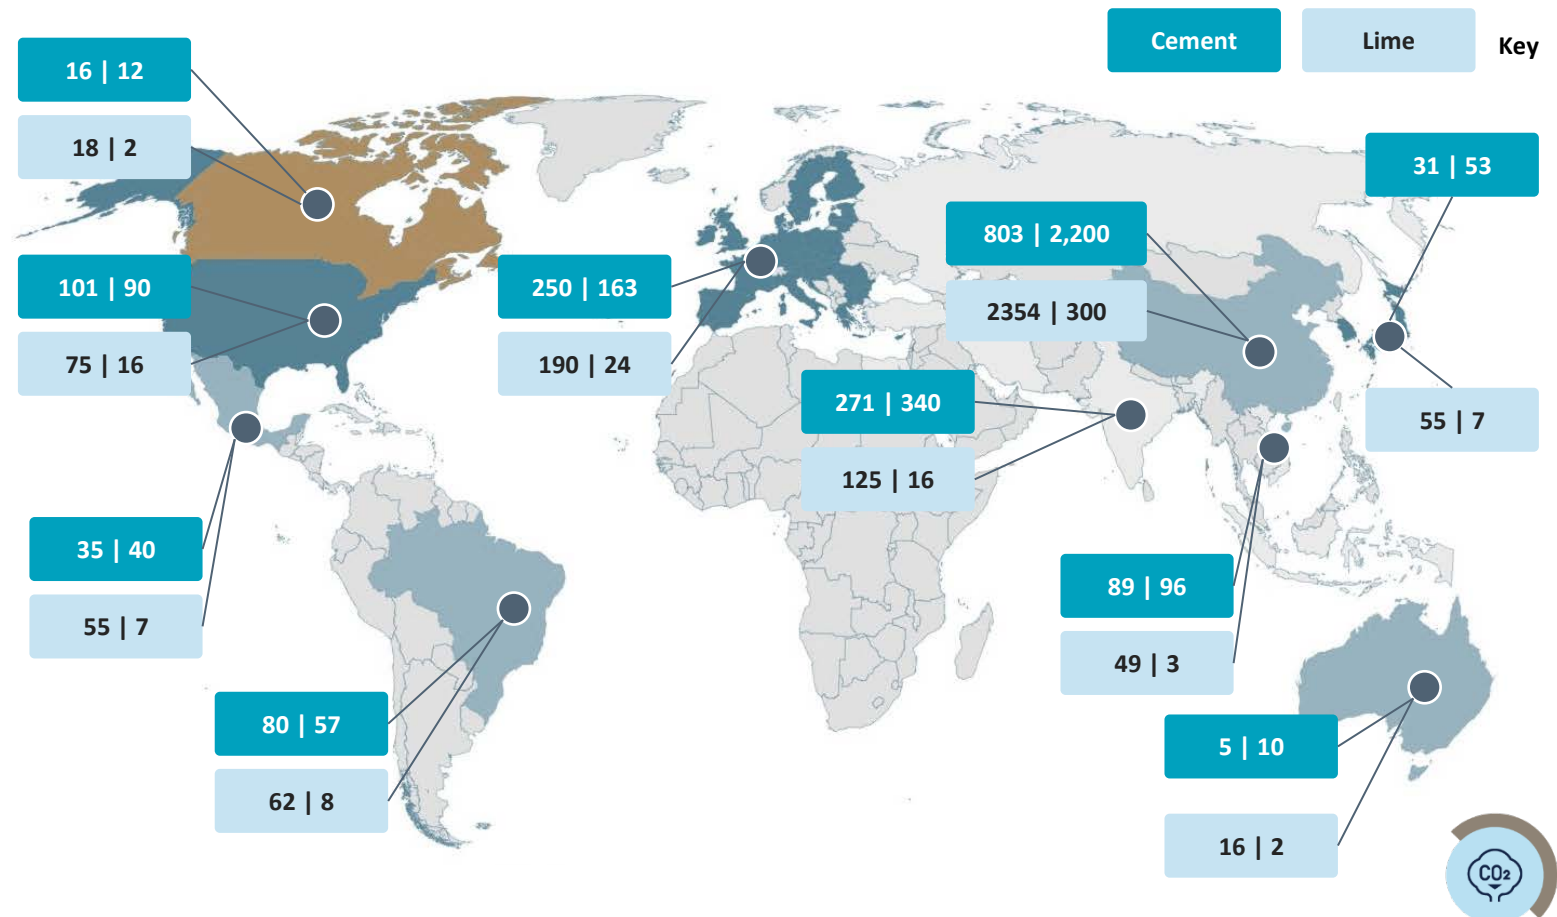 Cement
Lime
Key
16 | 12
18 | 2
31 | 53
803 | 2,200
101 | 90
250 | 163
2354 | 300
75 | 16
190 | 24
271 | 340
55 | 7
125 | 16
35 | 40
89 | 96
55 | 7
49 | 3
80 | 57
5 | 10
62 | 8
16 | 2
CO₂